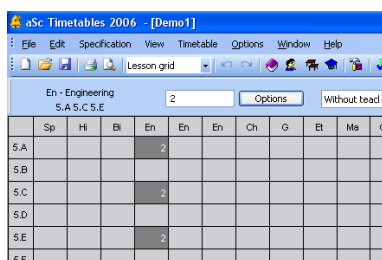 aSc Timetables 2006 - [Demo1]
File Edit Specification View Timetable Options Window Help
Lesson grid
En - Engineering
5.A 5.C 5.E
2 Options Without teacl
Sp Hi Bi En En En Ch G Et Ma
5.A 2
5.B
5.C 2
5.D
5.E 2